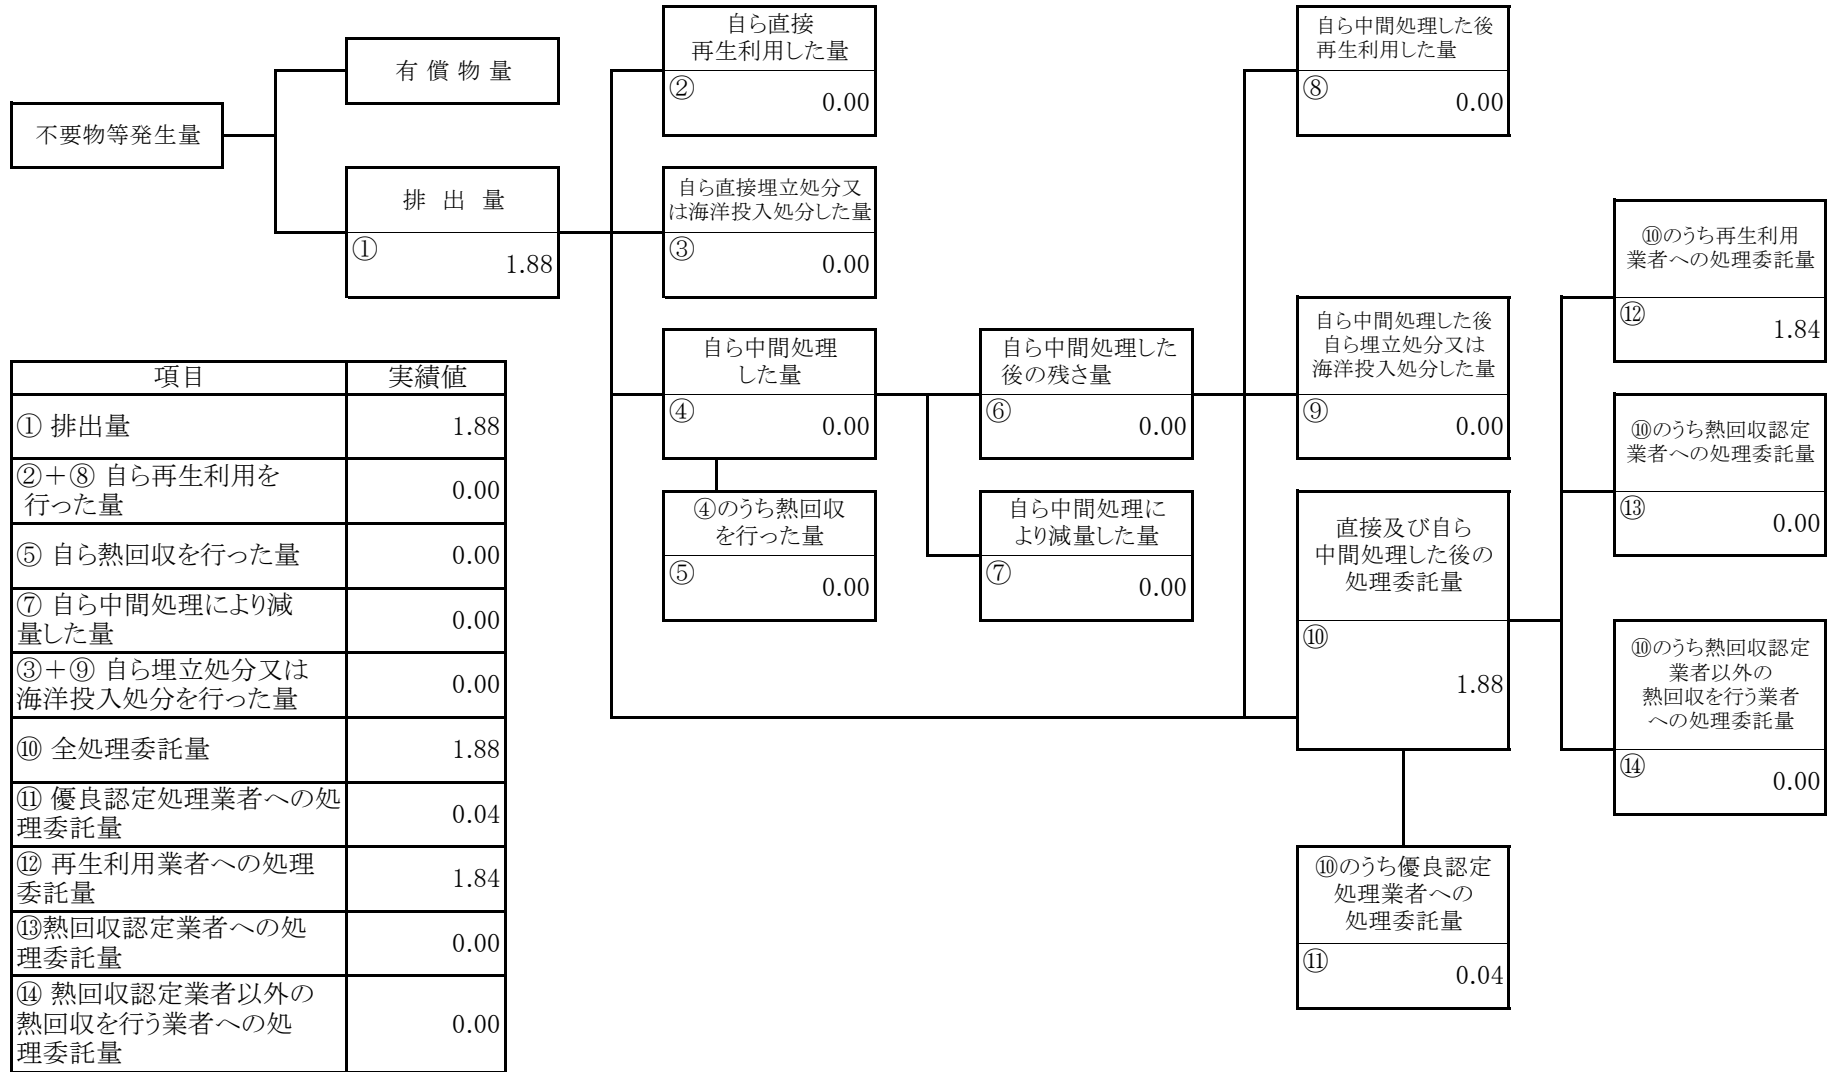 不要物等発生量
有 償 物 量
排 出 量
①
1.88
自ら直接
再生利用した量
②
0.00
自ら直接埋立処分又
は海洋投入処分した量
③
0.00
自ら中間処理
した量
④
0.00
④のうち熱回収
を行った量
⑤
0.00
自ら中間処理した
後の残さ量
⑥
0.00
自ら中間処理に
より減量した量
⑦
0.00
自ら中間処理した後
再生利用した量
⑧
0.00
自ら中間処理した後
自ら埋立処分又は
海洋投入処分した量
⑨
0.00
直接及び自ら
中間処理した後の
処理委託量
⑩
1.88
⑩のうち優良認定
処理業者への
処理委託量
⑪
0.04
⑩のうち再生利用
業者への処理委託量
⑫
1.84
⑩のうち熱回収認定
業者への処理委託量
⑬
0.00
⑩のうち熱回収認定
業者以外の
熱回収を行う業者
への処理委託量
⑭
0.00
項目 実績値
① 排出量 1.88
②＋⑧ 自ら再生利用を
行った量 0.00
⑤ 自ら熱回収を行った量 0.00
⑦ 自ら中間処理により減
量した量 0.00
③＋⑨ 自ら埋立処分又は
海洋投入処分を行った量 0.00
⑩ 全処理委託量 1.88
⑪ 優良認定処理業者への処
理委託量 0.04
⑫ 再生利用業者への処理
委託量 1.84
⑬熱回収認定業者への処
理委託量 0.00
⑭ 熱回収認定業者以外の
熱回収を行う業者への処
理委託量 0.00